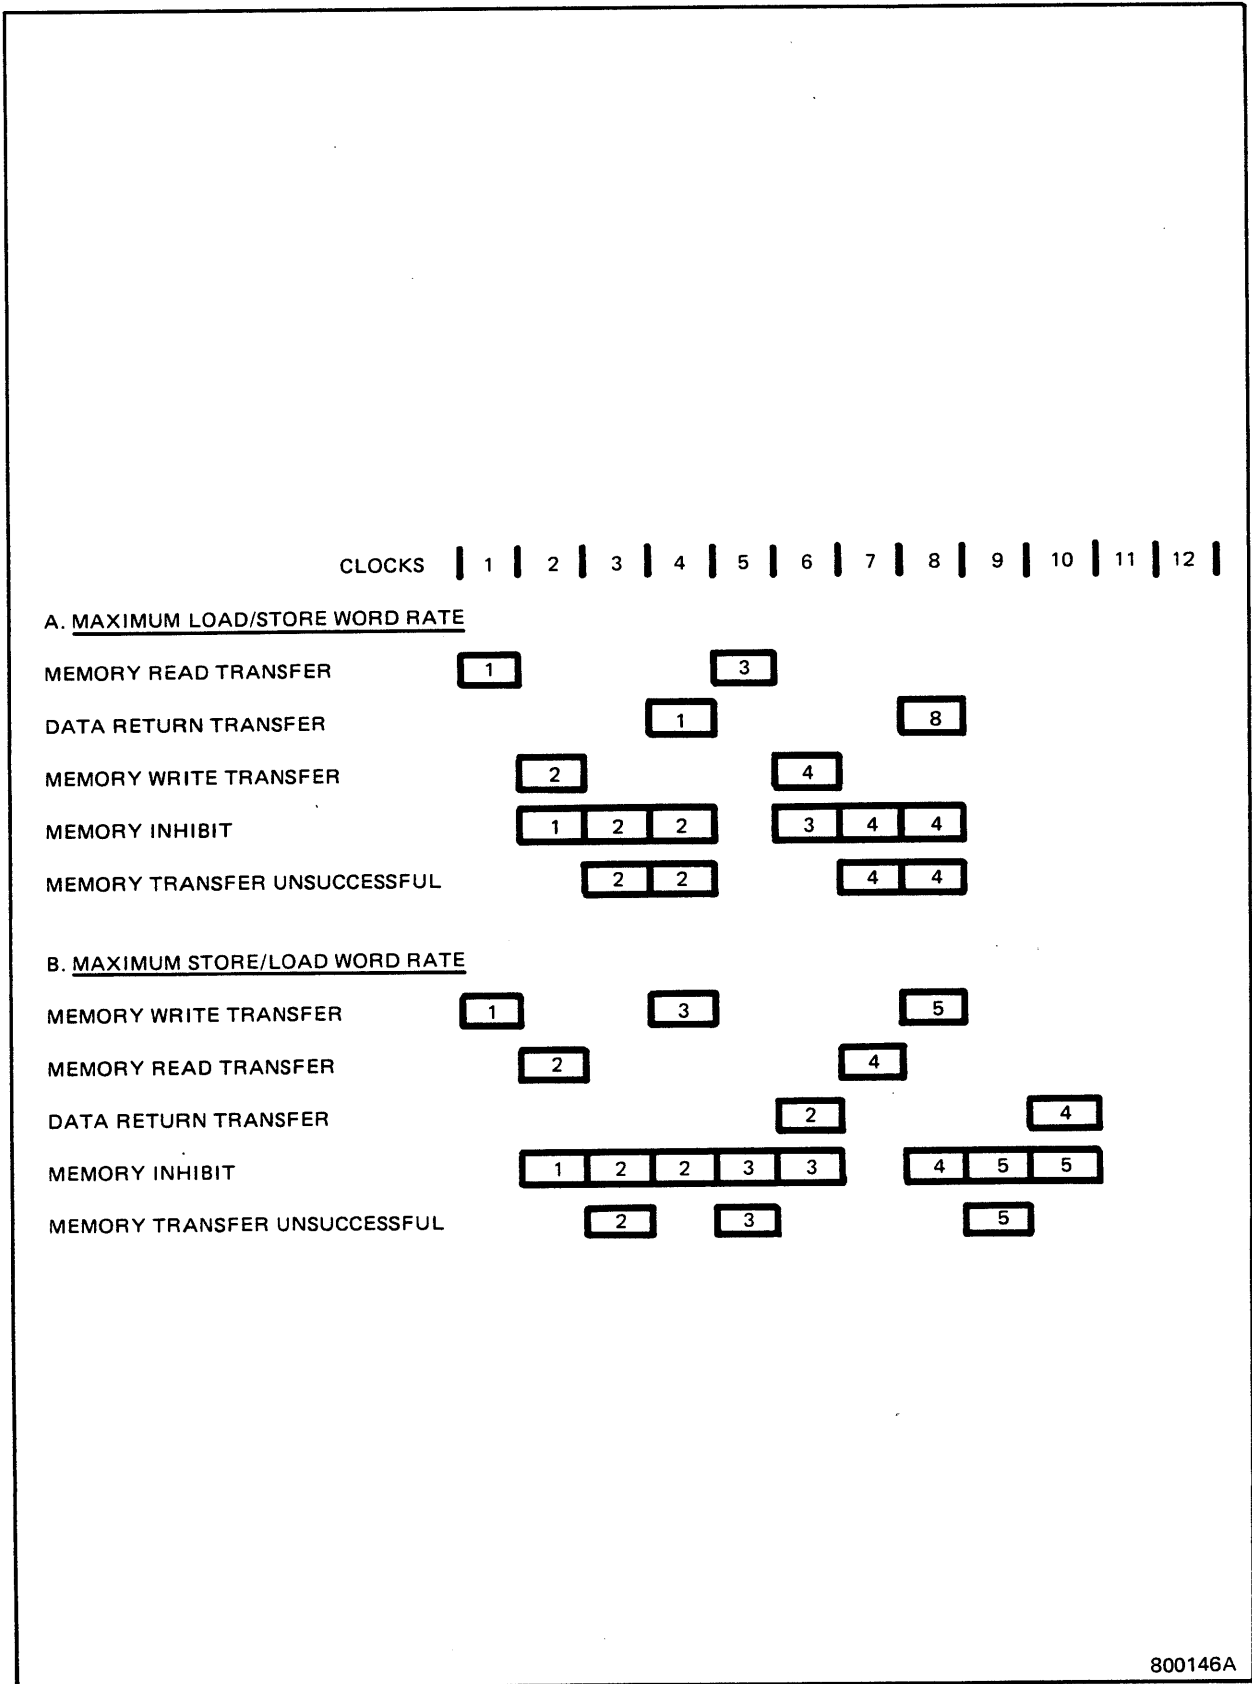 CLOCKS | 1 | 2 | 3 | 4 | 5 | 6 | 7 | 8 | 9 | 10 | 11 | 12 |
A. MAXIMUM LOAD/STORE WORD RATE
MEMORY READ TRANSFER 1 3
DATA RETURN TRANSFER 1 8
MEMORY WRITE TRANSFER 2 4
MEMORY INHIBIT 1 2 2 3 4 4
MEMORY TRANSFER UNSUCCESSFUL 2 2 4 4
B. MAXIMUM STORE/LOAD WORD RATE
MEMORY WRITE TRANSFER 1 3 5
MEMORY READ TRANSFER 2 4
DATA RETURN TRANSFER 2 4
MEMORY INHIBIT 1 2 2 3 3 4 5 5
MEMORY TRANSFER UNSUCCESSFUL 2 3 5
800146A